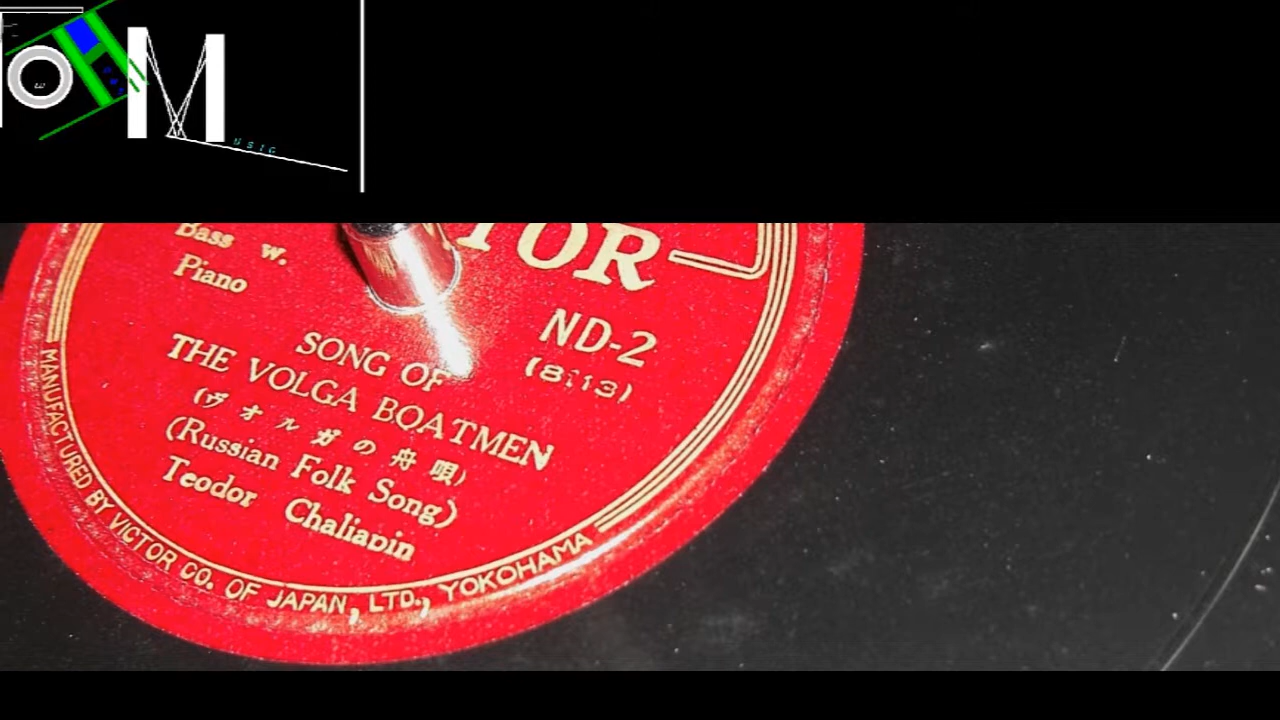 M
USIC
TOR
Bass w.
Piano
ND-2
(8113)
SONG OF
THE VOLGA BOATMEN
(ヴォルガの舟唄)
(Russian Folk Song)
Teodor Chaliapin
MANUFACTURED BY VICTOR CO. OF JAPAN, LTD., YOKOHAMA